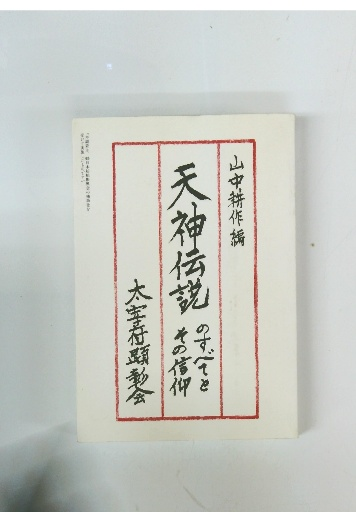 山中耕作編
天神伝説
のすべてと
その信仰
太宰府顕彰会